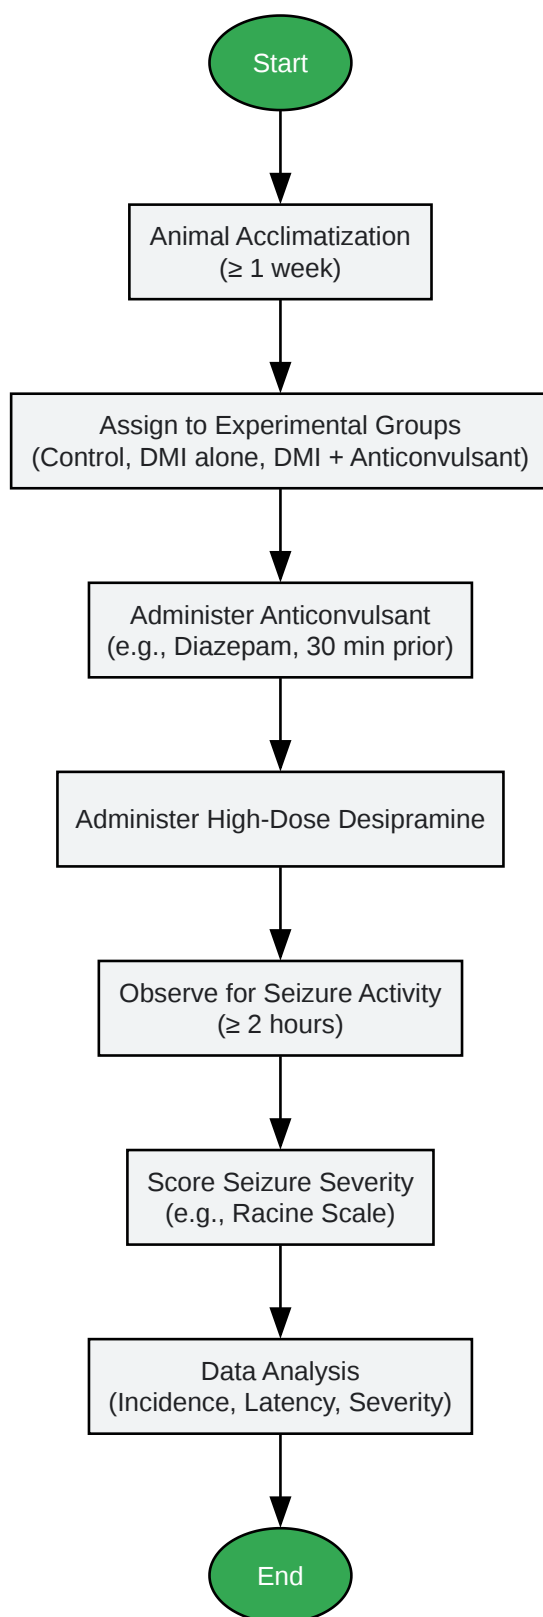 Start
Animal Acclimatization
(≥ 1 week)
Assign to Experimental Groups
(Control, DMI alone, DMI + Anticonvulsant)
Administer Anticonvulsant
(e.g., Diazepam, 30 min prior)
Administer High-Dose Desipramine
Observe for Seizure Activity
(≥ 2 hours)
Score Seizure Severity
(e.g., Racine Scale)
Data Analysis
(Incidence, Latency, Severity)
End